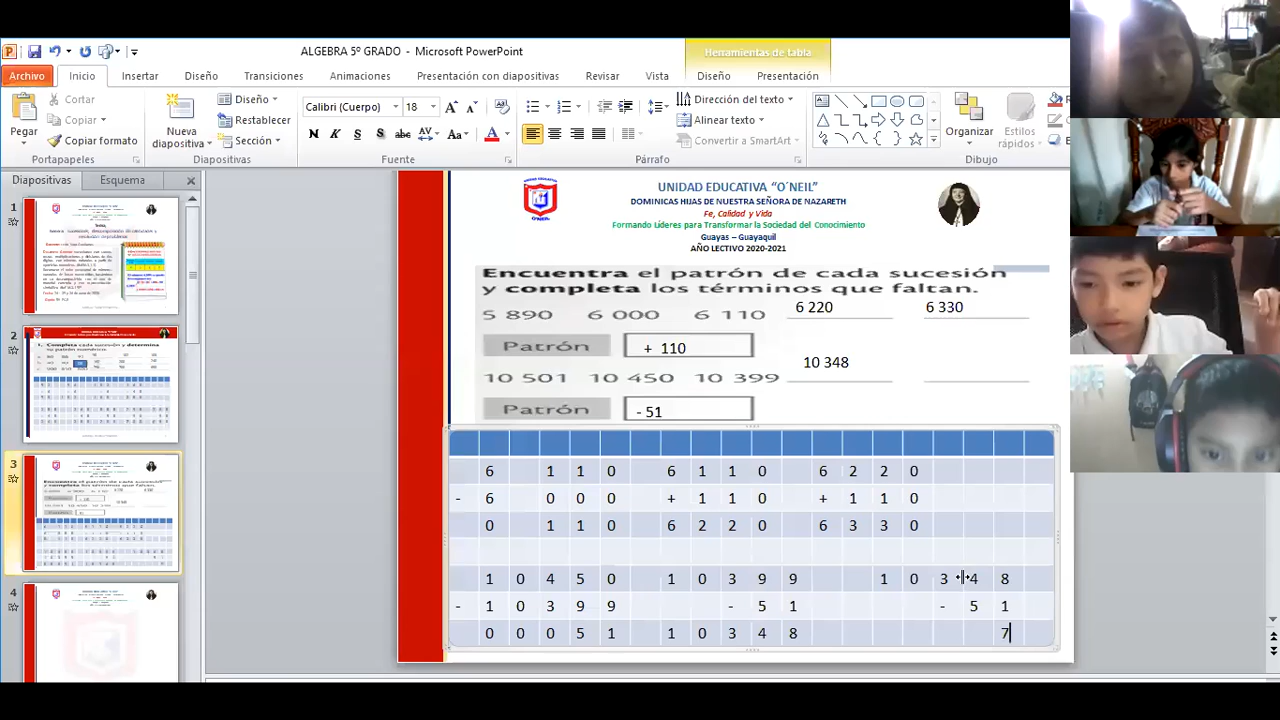 ALGEBRA 5º GRADO - Microsoft PowerPoint
Herramientas de tabla
Archivo Inicio Insertar Diseño Transiciones Animaciones Presentación con diapositivas Revisar Vista Diseño Presentación
Cortar
Copiar
Copiar formato
Pegar
Portapapeles
Nueva
diapositiva
Diseño
Restablecer
Sección
Diapositivas
Calibri (Cuerpo) 18
Fuente
Dirección del texto
Alinear texto
Convertir a SmartArt
Párrafo
Organizar
Estilos
rápidos
Dibujo
Diapositivas Esquema
1
2
3
4
UNIDAD EDUCATIVA “O´NEIL”
DOMINICAS HIJAS DE NUESTRA SEÑORA DE NAZARETH
Fe, Calidad y Vida
Formando Líderes para Transformar la Sociedad del Conocimiento
Guayas – Guayaquil
AÑO LECTIVO 2020-2021
Encuentra el patrón de cada sucesión
completa los términos que faltan.
5 890 6 000 6 110 6 220 6 330
Patrón + 110
10 501 10 450 10 399 10 348
Patrón - 51
6 1 1 0 6 1 1 0 6 2 2 0
- 0 0 0 + 1 1 0 1 1 0
0 1 1 0 6 2 2 0 6 3 3 0
1 0 4 5 0 1 0 3 9 9 1 0 3 4 8
- 1 0 3 9 9 - 5 1 - 5 1
0 0 0 5 1 1 0 3 4 8 7